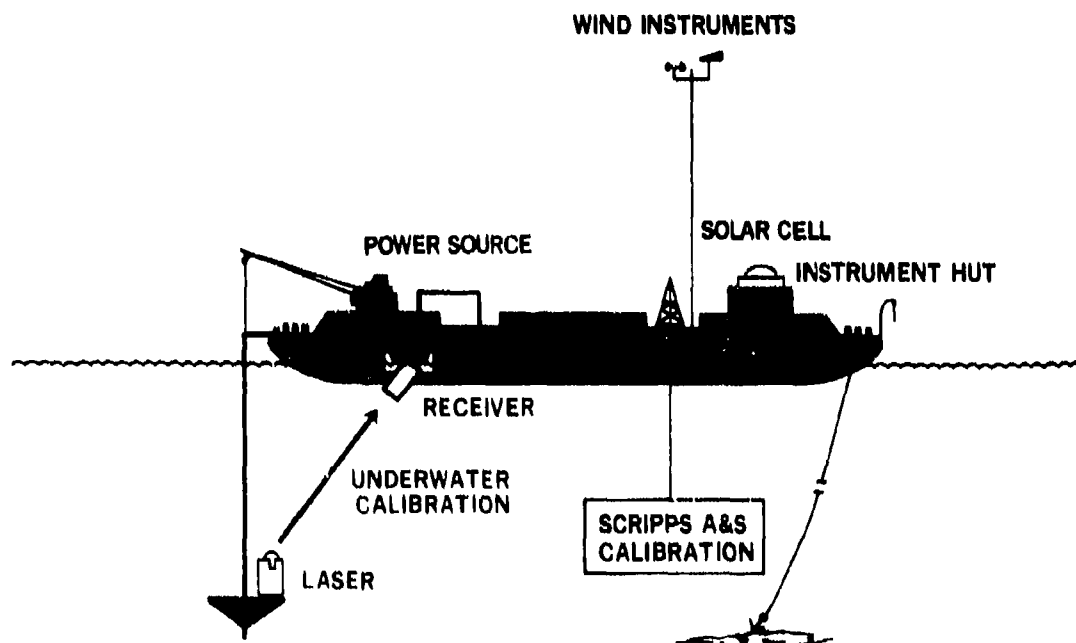 WIND INSTRUMENTS
SOLAR CELL
POWER SOURCE
INSTRUMENT HUT
RECEIVER
UNDERWATER
CALIBRATION
SCRIPPS A&S
CALIBRATION
LASER